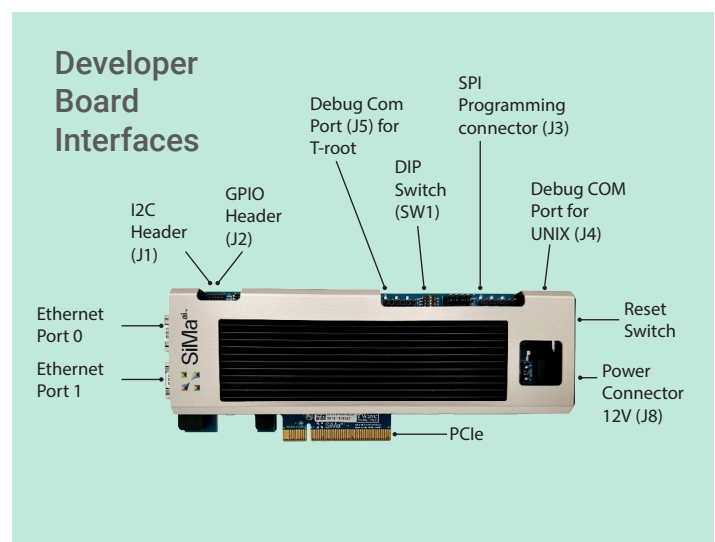 Developer
Board
Interfaces
SPI
Programming
connector (J3)
Debug Com
Port (J5) for
T-root
DIP
Switch
(SW1)
Debug COM
Port for
UNIX (J4)
GPIO
Header
(J2)
I2C
Header
(J1)
Ethernet
Port 0
Ethernet
Port 1
SiMa ai
Reset
Switch
Power
Connector
12V (J8)
PCIe
SiMa